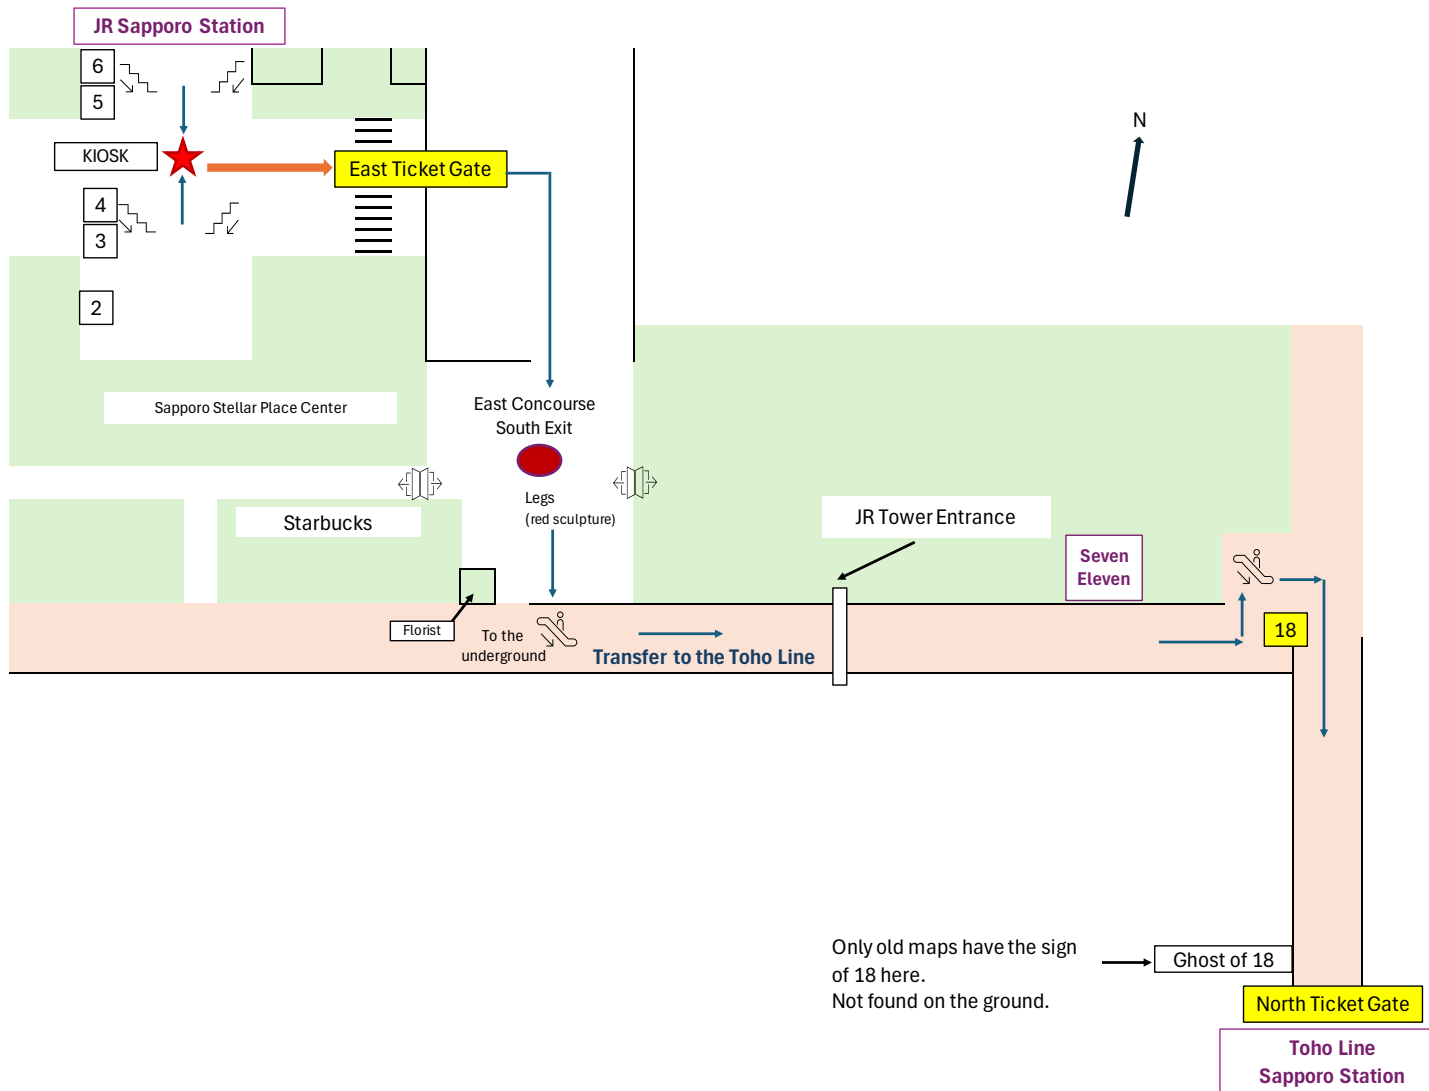 JR Sapporo Station
6
5
KIOSK
East Ticket Gate
4
3
2
N
Sapporo Stellar Place Center
East Concourse
South Exit
Legs
(red sculpture)
Starbucks
JR Tower Entrance
Seven
Eleven
Florist
To the
underground
Transfer to the Toho Line
18
Only old maps have the sign
of 18 here.
Not found on the ground.
Ghost of 18
North Ticket Gate
Toho Line
Sapporo Station